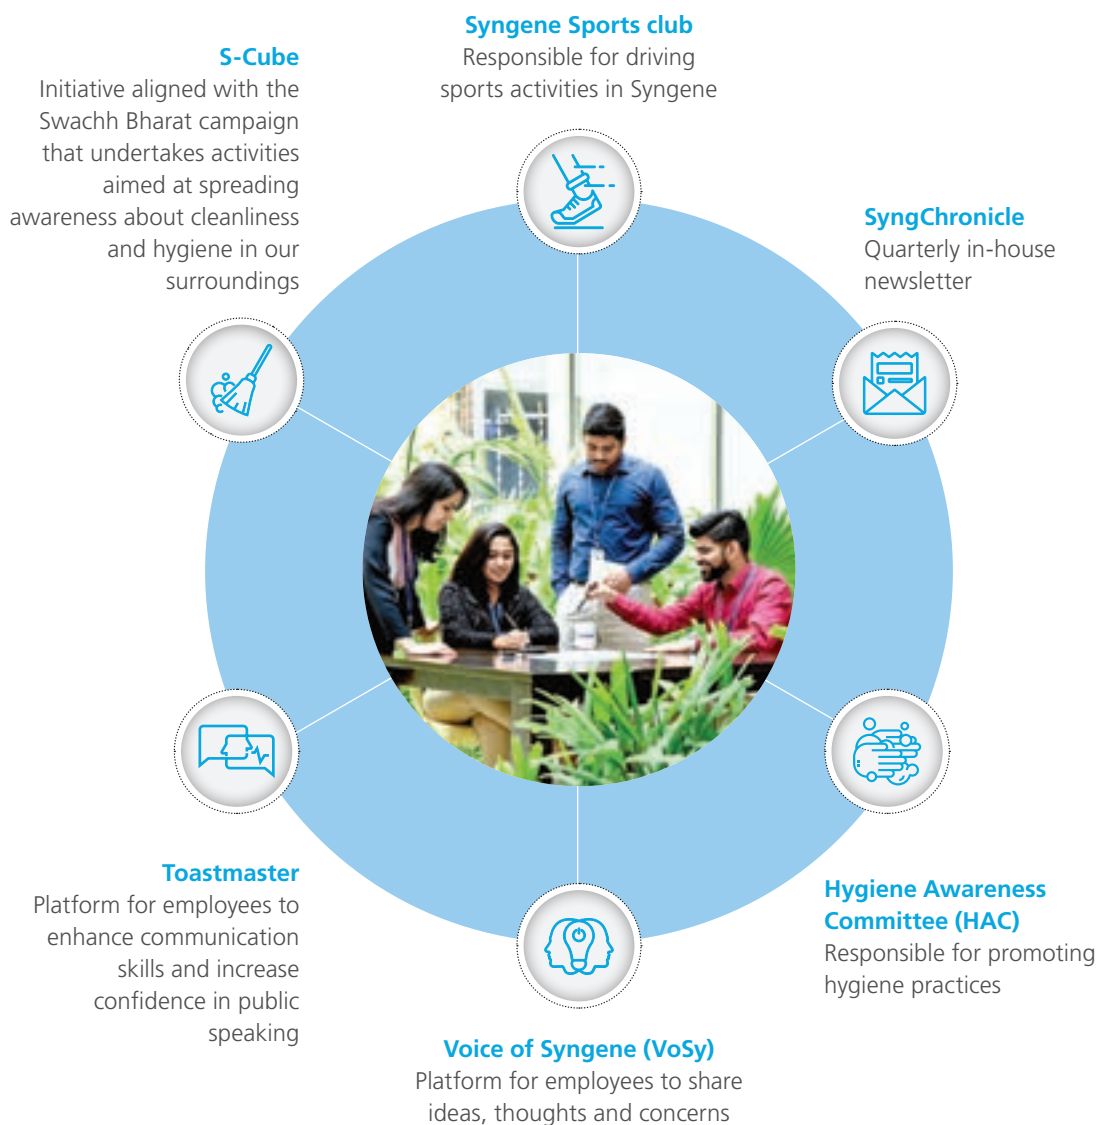 Syngene Sports club
Responsible for driving
sports activities in Syngene
S-Cube
Initiative aligned with the
Swachh Bharat campaign
that undertakes activities
aimed at spreading
awareness about cleanliness
and hygiene in our
surroundings
SyngChronicle
Quarterly in-house
newsletter
Toastmaster
Platform for employees to
enhance communication
skills and increase
confidence in public
speaking
Hygiene Awareness
Committee (HAC)
Responsible for promoting
hygiene practices
Voice of Syngene (VoSy)
Platform for employees to share
ideas, thoughts and concerns